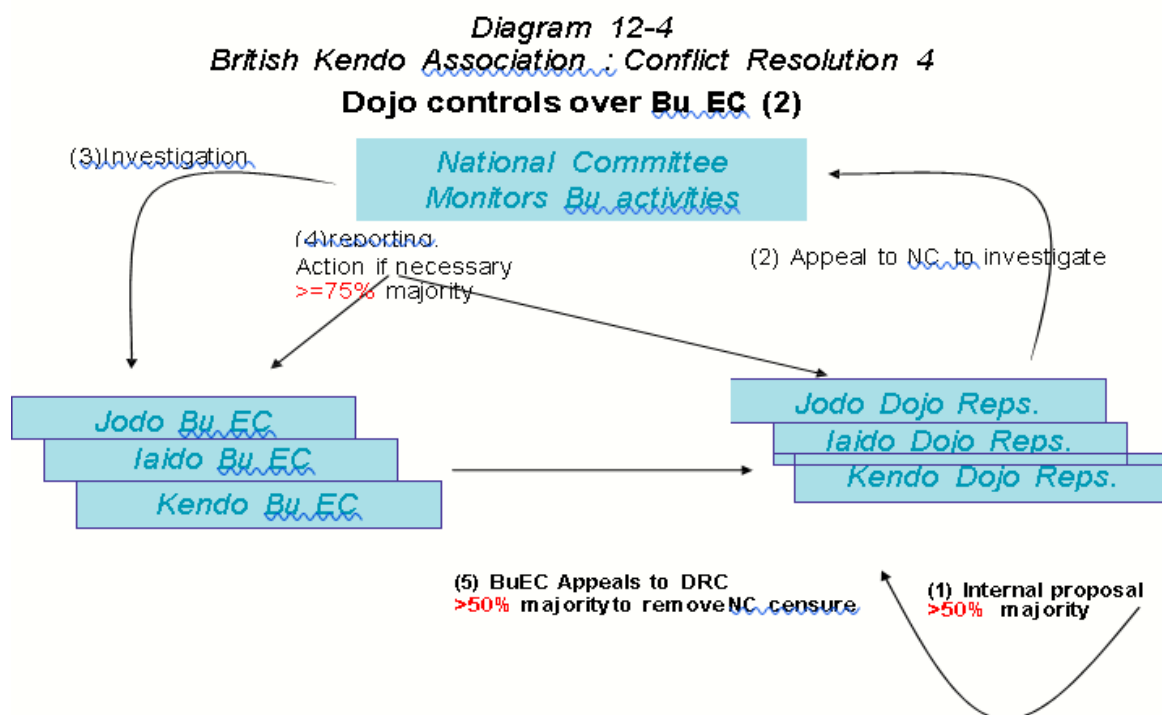 Diagram 12-4
British Kendo Association : Conflict Resolution 4
Dojo controls over Bu EC (2)
(3)Investigation
National Committee
Monitors Bu activities
(4)reporting.
Action if necessary
>=75% majority
(2) Appeal to NC to investigate
Jodo Bu EC
Iaido Bu EC
Kendo Bu EC
Jodo Dojo Reps.
Iaido Dojo Reps.
Kendo Dojo Reps.
(5) BuEC Appeals to DRC
>50% majority to remove NC censure
(1) Internal proposal
>50% majority